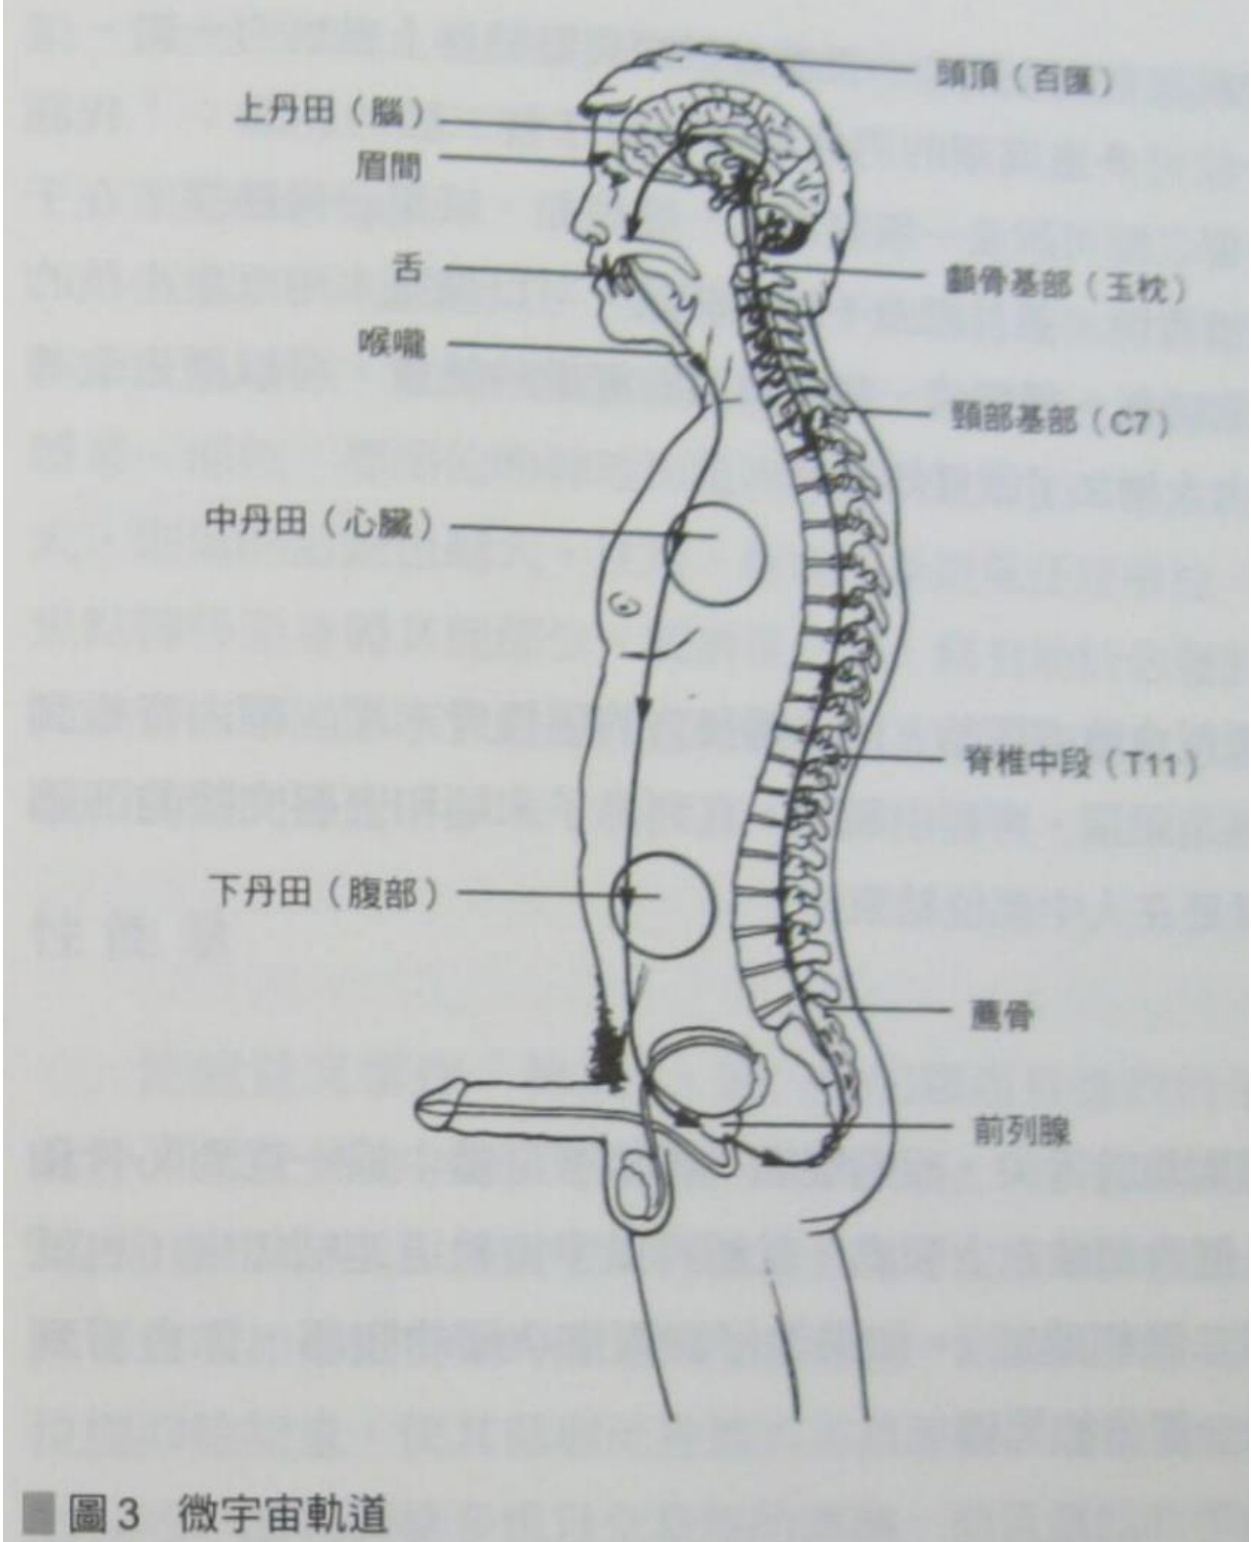 頭頂（百匯）
上丹田（腦）
眉間
舌
顱骨基部（玉枕）
喉嚨
頸部基部（C7）
中丹田（心臟）
脊椎中段（T11）
下丹田（腹部）
薦骨
前列腺
圖3 微宇宙軌道